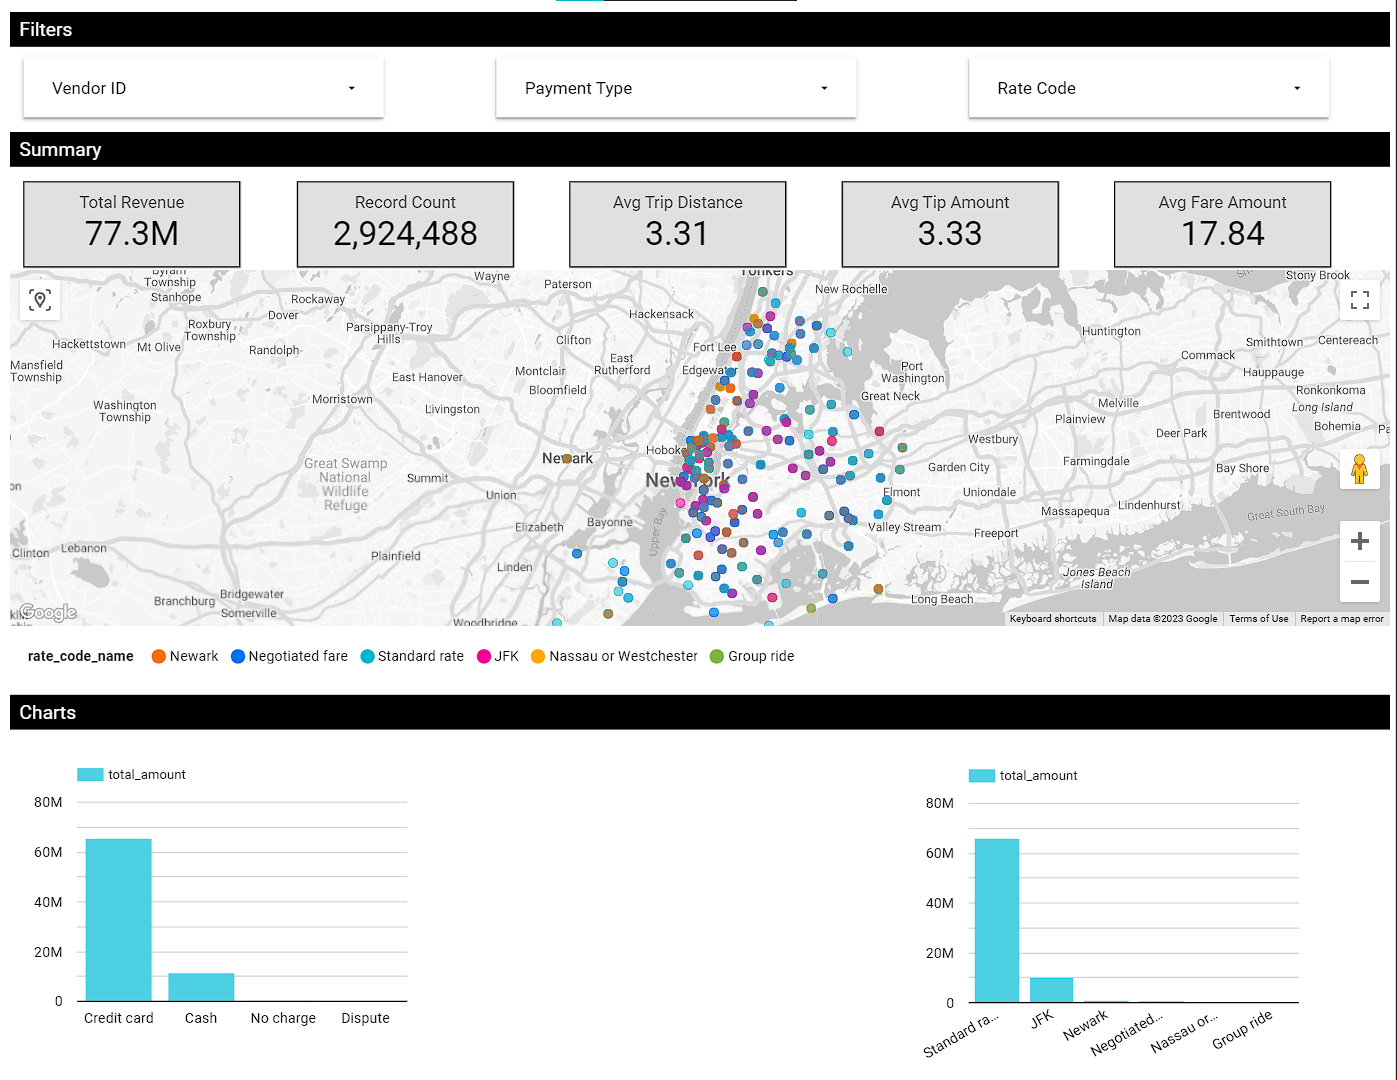 Filters
Vendor ID
Payment Type
Rate Code
Summary
Total Revenue
77.3M
Record Count
2,924,488
Avg Trip Distance
3.31
Avg Tip Amount
3.33
Avg Fare Amount
17.84
Byram
Township
Stanhope
Wayne
Paterson
Yonkers
New Rochelle
Stony Brook
Rockaway
Dover
Roxbury
Township
Parsippany-Troy
Hills
Hackensack
Clifton
Fort Lee
Huntington
Smithtown
Centereach
Hackettstown
Mt Olive
Randolph
Commack
Mansfield
Township
East Hanover
Montclair
East
Rutherford
Edgewater
Port
Washington
Hauppauge
Bloomfield
Great Neck
Ronkonkoma
Morristown
Livingston
Washington
Township
Melville
Long Island
Plainview
Brentwood
Bohemia
Pa
Deer Park
Westbury
Hoboke
Newark
Great Swamp
National
Wildlife
Refuge
Summit
New York
Garden City
Farmingdale
Bay Shore
on
Union
Elmont
Uniondale
Massapequa
Lindenhurst
Great South Bay
Elizabeth
Bayonne
Upper Bay
Valley Stream
Freeport
Clinton
Lebanon
Plainfield
Linden
Jones Beach
Island
Branchburg
Bridgewater
Somerville
Long Beach
Woodbridge
Google
Keyboard shortcuts
Map data ©2023 Google
Terms of Use
Report a map error
rate_code_name
Newark
Negotiated fare
Standard rate
JFK
Nassau or Westchester
Group ride
Charts
total_amount
80M
60M
40M
20M
0
Credit card
Cash
No charge
Dispute
total_amount
80M
60M
40M
20M
0
Standard ra...
JFK
Newark
Negotiated...
Nassau or...
Group ride